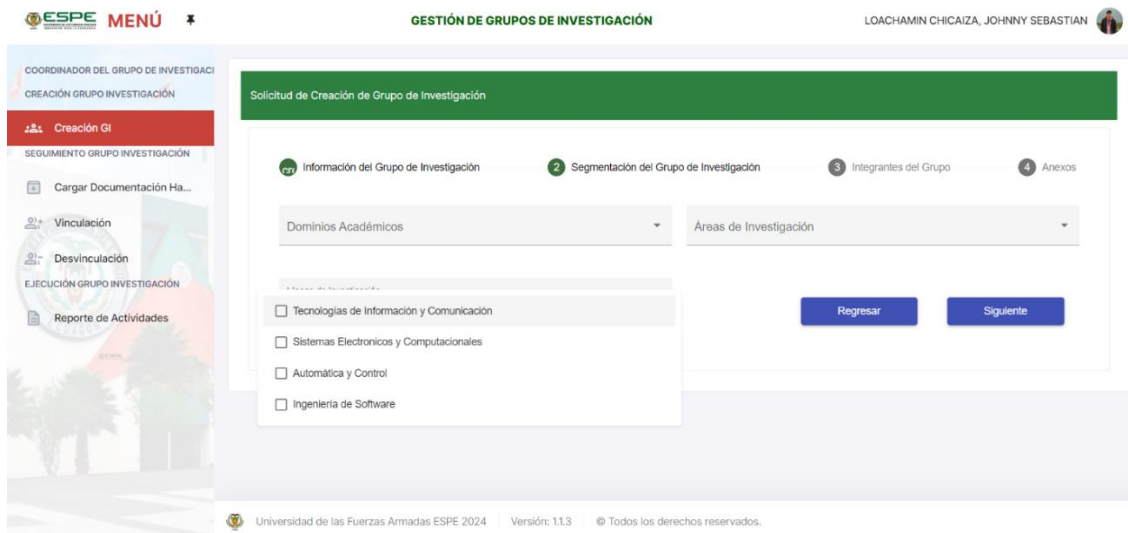 ESPE MENÚ
GESTIÓN DE GRUPOS DE INVESTIGACIÓN
LOACHAMIN CHICAIZA, JOHNNY SEBASTIAN
COORDINADOR DEL GRUPO DE INVESTIGACI
CREACIÓN GRUPO INVESTIGACIÓN
Creación GI
SEGUIMIENTO GRUPO INVESTIGACIÓN
Cargar Documentación Ha...
Vinculación
Desvinculación
EJECUCIÓN GRUPO INVESTIGACIÓN
Reporte de Actividades
Solicitud de Creación de Grupo de Investigación
Información del Grupo de Investigación
2 Segmentación del Grupo de Investigación
3 Integrantes del Grupo
4 Anexos
Dominios Académicos
Áreas de Investigación
Tecnologías de Información y Comunicación
Sistemas Electronicos y Computacionales
Automática y Control
Ingeniería de Software
Regresar
Siguiente
Universidad de las Fuerzas Armadas ESPE 2024 Versión: 1.1.3 © Todos los derechos reservados.